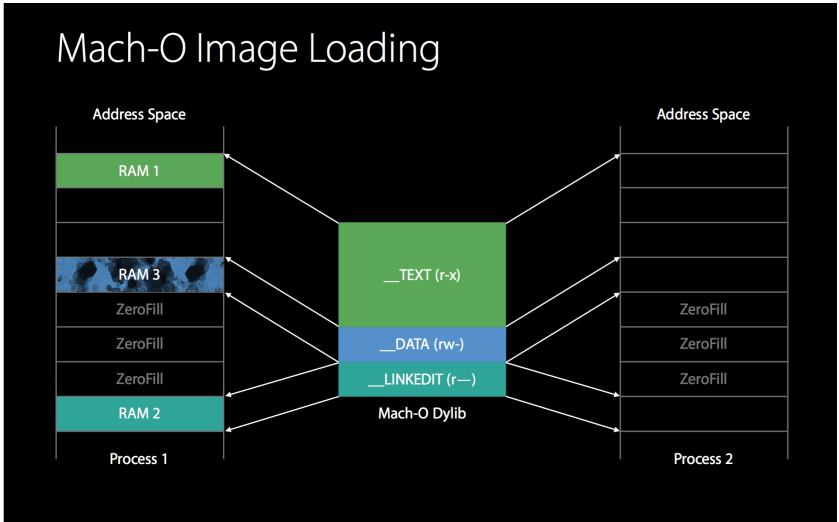 Mach-O Image Loading
Address Space
Address Space
RAM 1
RAM 3
__TEXT (r-x)
ZeroFill
ZeroFill
ZeroFill
__DATA (rw-)
ZeroFill
ZeroFill
__LINKEDIT (r—)
ZeroFill
RAM 2
Mach-O Dylib
Process 1
Process 2